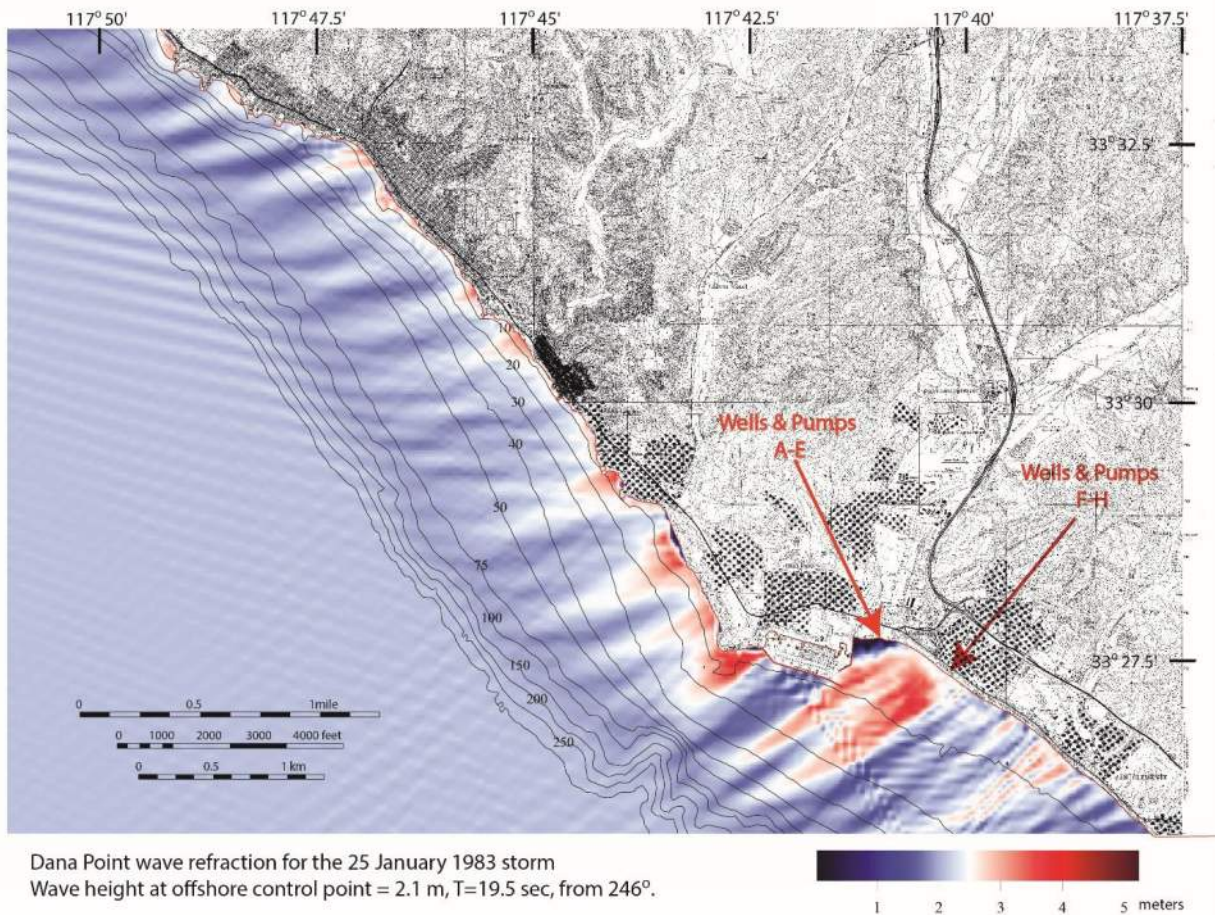 117° 50' 117° 47.5' 117° 45' 117° 42.5' 117° 40' 117° 37.5'
33° 32.5'
33° 30'
Wells & Pumps
A-E
Wells & Pumps
F-H
33° 27.5'
10
20
30
40
50
75
100
150
200
250
0 0.5 1mile
0 1000 2000 3000 4000 feet
0 0.5 1 km
Dana Point wave refraction for the 25 January 1983 storm
Wave height at offshore control point = 2.1 m, T=19.5 sec, from 246°.
1 2 3 4 5 meters